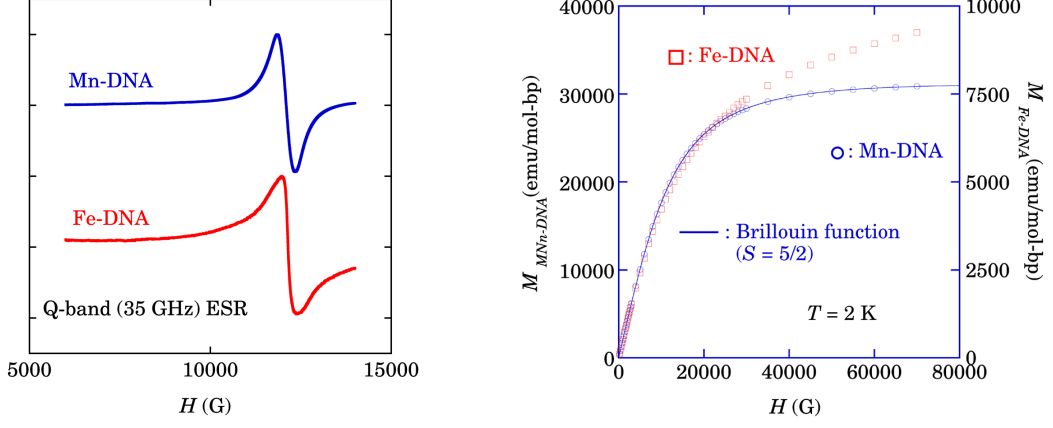 Mn-DNA
Fe-DNA
Q-band (35 GHz) ESR
5000
10000
15000
H (G)
40000
30000
20000
10000
0
M MNn-DNA (emu/mol-bp)
10000
7500
5000
2500
0
M Fe-DNA (emu/mol-bp)
: Fe-DNA
: Mn-DNA
: Brillouin function
(S = 5/2)
T = 2 K
0
20000
40000
60000
80000
H (G)